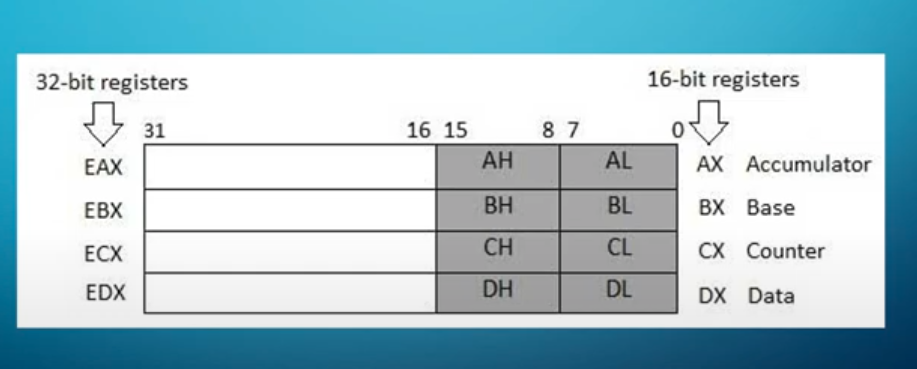 32-bit registers 16-bit registers
31 16 15 8 7 0
EAX AH AL AX Accumulator
EBX BH BL BX Base
ECX CH CL CX Counter
EDX DH DL DX Data